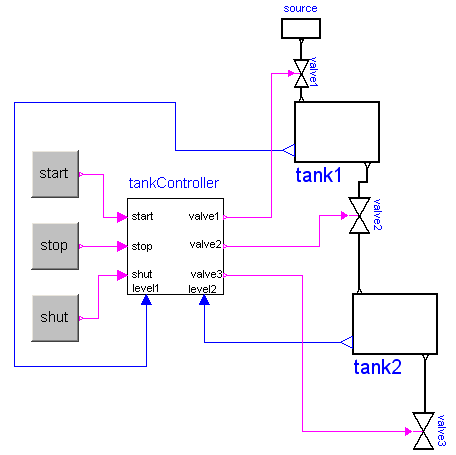 source
valve1
tank1
tankController
start
start
valve1
valve2
stop
stop
valve2
shut
shut
valve3
level1
level2
tank2
valve3